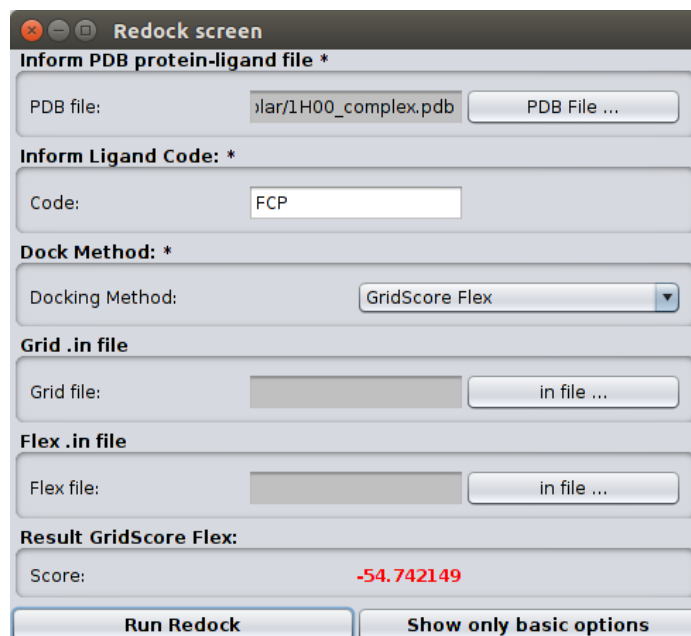 Redock screen
Inform PDB protein-ligand file *
PDB file: lar/1H00_complex.pdb PDB File ...
Inform Ligand Code: *
Code: FCP
Dock Method: *
Docking Method: GridScore Flex
Grid .in file
Grid file: in file ...
Flex .in file
Flex file: in file ...
Result GridScore Flex:
Score: -54.742149
Run Redock Show only basic options